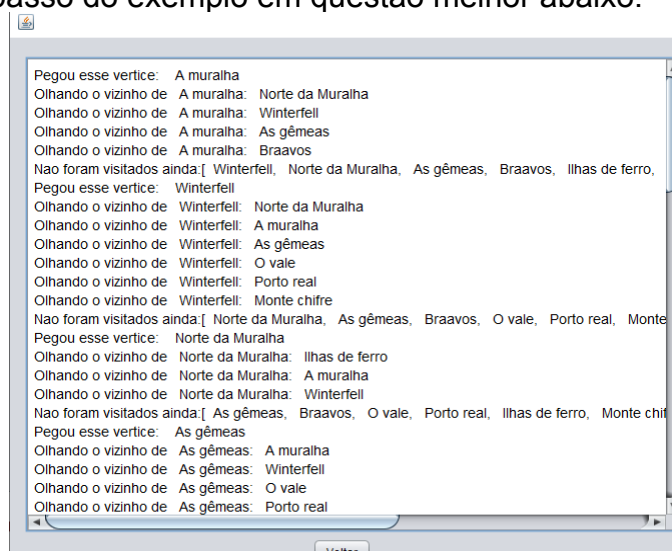 passo do exemplo em questão melhor abaixo:
Pegou esse vertice: A muralha
Olhando o vizinho de A muralha: Norte da Muralha
Olhando o vizinho de A muralha: Winterfell
Olhando o vizinho de A muralha: As gêmeas
Olhando o vizinho de A muralha: Braavos
Nao foram visitados ainda:[ Winterfell, Norte da Muralha, As gêmeas, Braavos, Ilhas de ferro,
Pegou esse vertice: Winterfell
Olhando o vizinho de Winterfell: Norte da Muralha
Olhando o vizinho de Winterfell: A muralha
Olhando o vizinho de Winterfell: As gêmeas
Olhando o vizinho de Winterfell: O vale
Olhando o vizinho de Winterfell: Porto real
Olhando o vizinho de Winterfell: Monte chifre
Nao foram visitados ainda:[ Norte da Muralha, As gêmeas, Braavos, O vale, Porto real, Monte
Pegou esse vertice: Norte da Muralha
Olhando o vizinho de Norte da Muralha: Ilhas de ferro
Olhando o vizinho de Norte da Muralha: A muralha
Olhando o vizinho de Norte da Muralha: Winterfell
Nao foram visitados ainda:[ As gêmeas, Braavos, O vale, Porto real, Ilhas de ferro, Monte chif
Pegou esse vertice: As gêmeas
Olhando o vizinho de As gêmeas: A muralha
Olhando o vizinho de As gêmeas: Winterfell
Olhando o vizinho de As gêmeas: O vale
Olhando o vizinho de As gêmeas: Porto real
Voltar